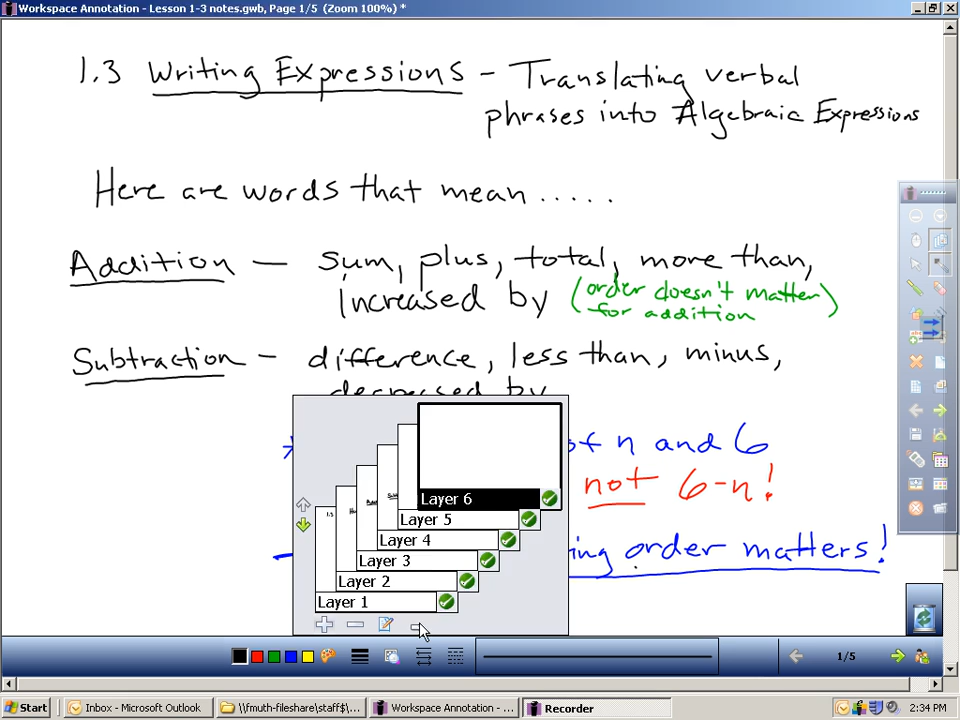 Workspace Annotation - Lesson 1-3 notes.gwb, Page 1/5 (Zoom 100%) *
1.3 Writing Expressions - Translating verbal
phrases into Algebraic Expressions
Here are words that mean .....
Addition — sum, plus, total, more than,
increased by (order doesn't matter)
for addition
Subtraction - difference, less than, minus,
decreased by
of n and 6
not 6-n!
order matters!
Layer 6
Layer 5
Layer 4
Layer 3
Layer 2
Layer 1
1/5
Start
Inbox - Microsoft Outlook
\\fmuth-fileshare\staff$\...
Workspace Annotation - ...
Recorder
2:34 PM